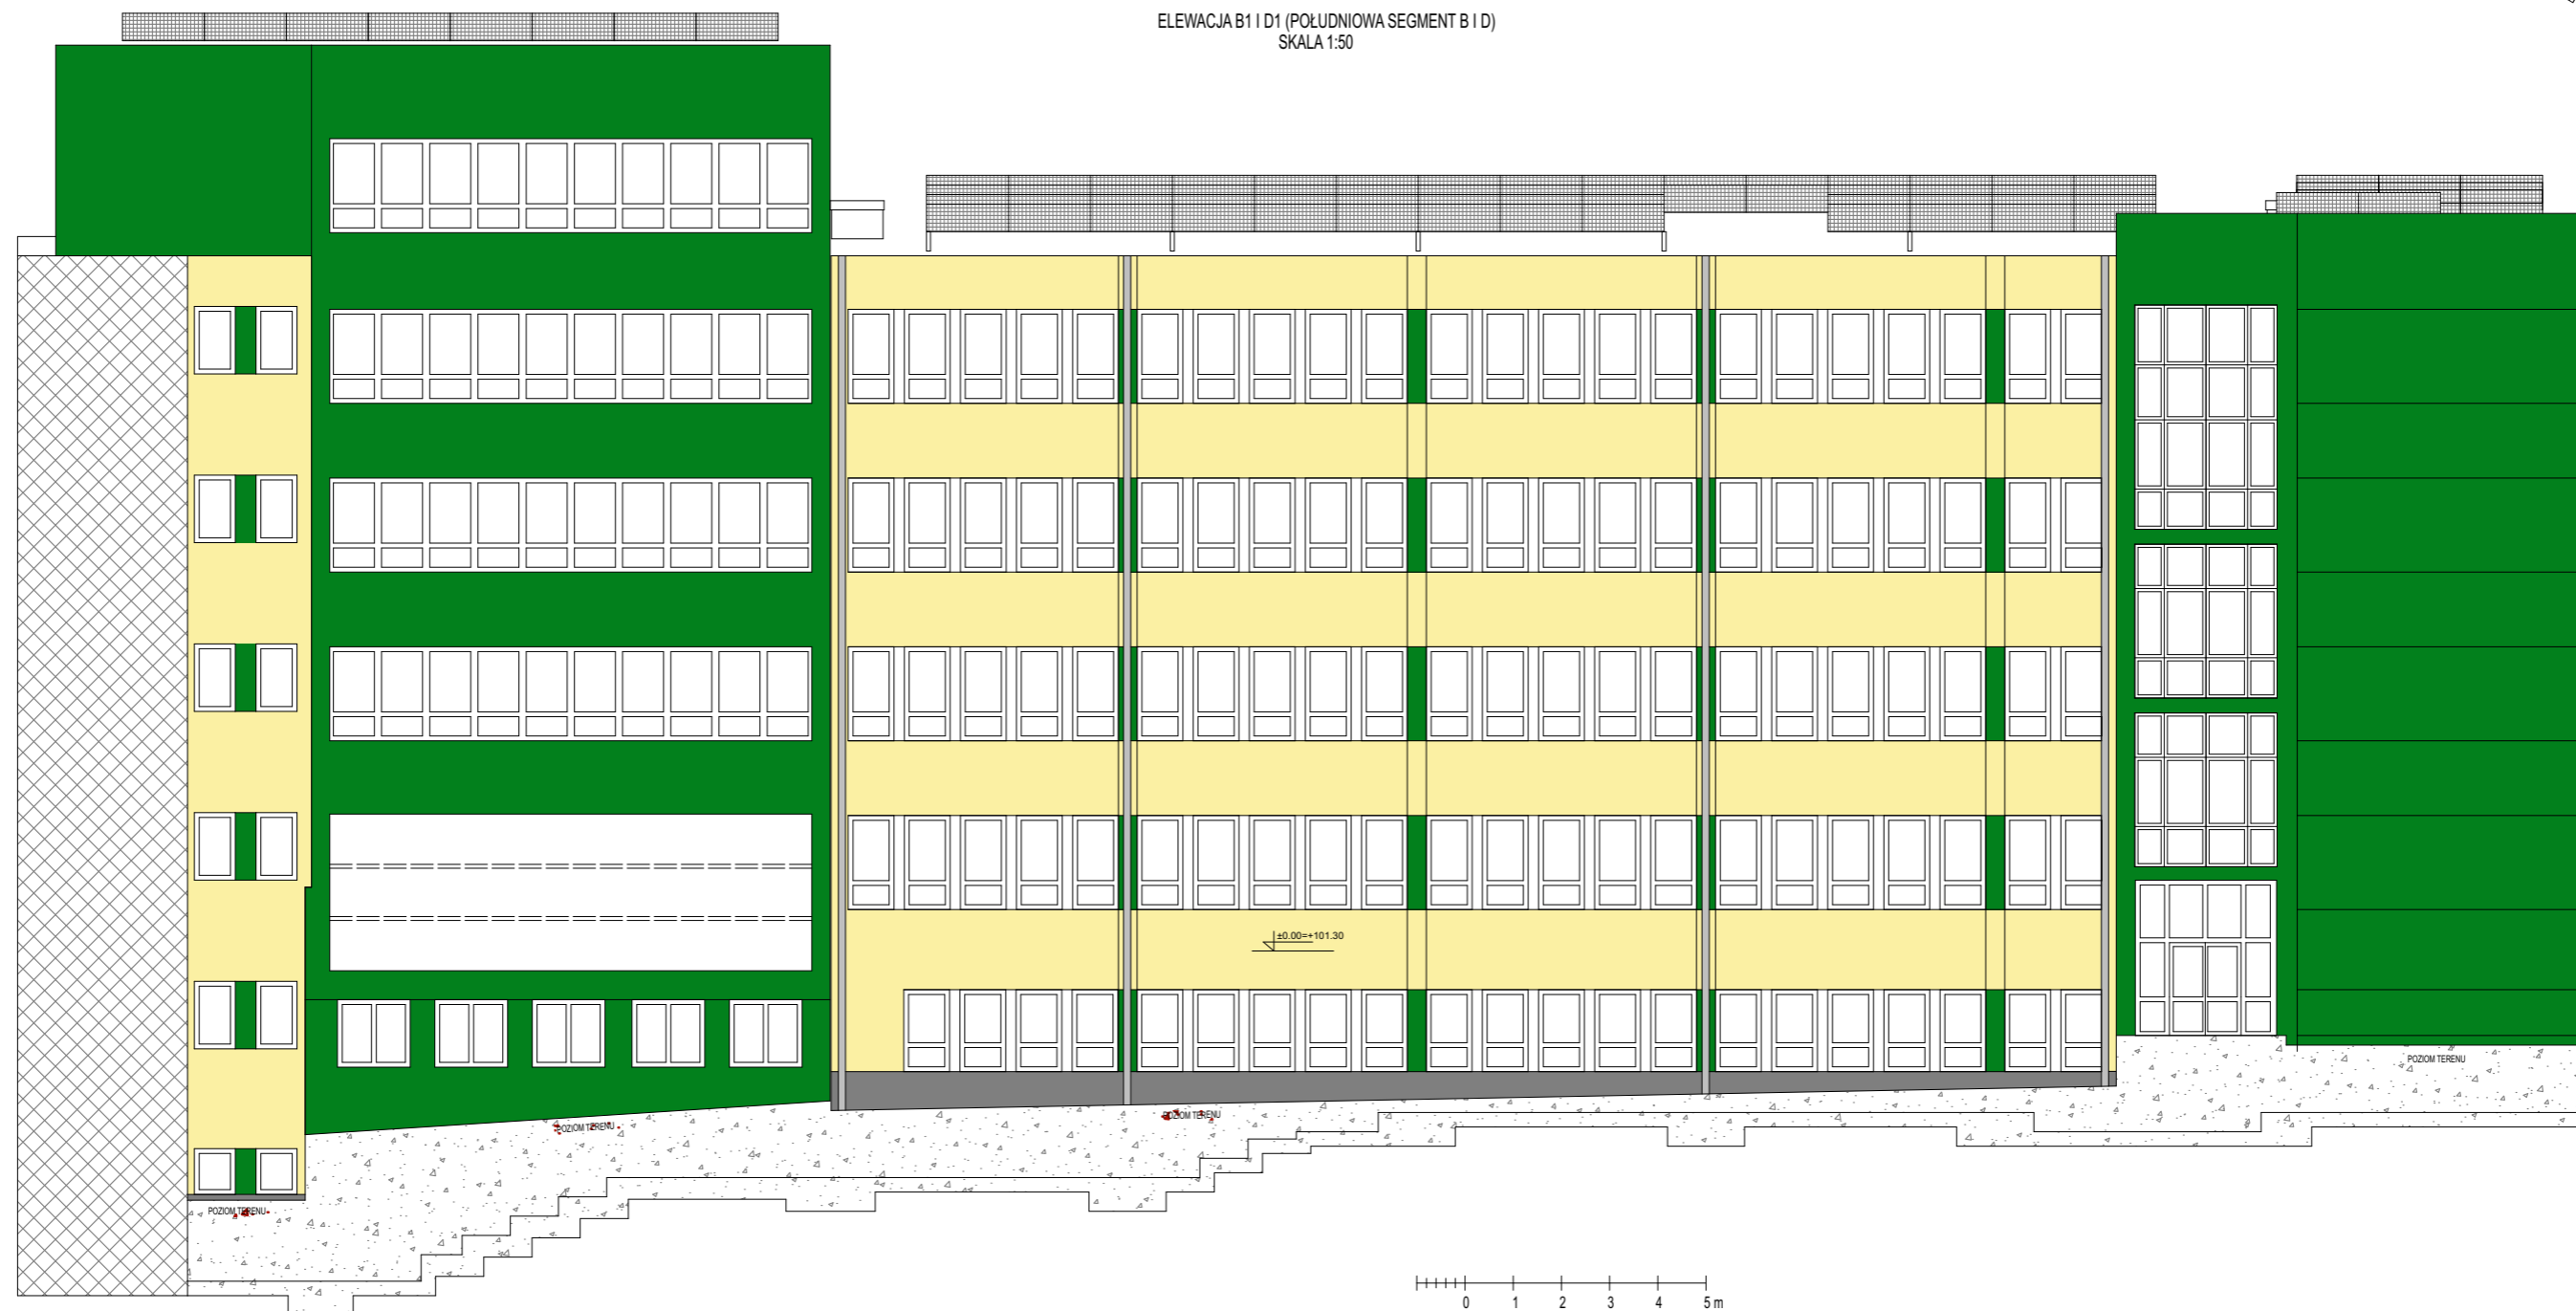 ELEWACJA B1 I D1 (POŁUDNIOWA SEGMENT B I D)
SKALA 1:50
±0.00=+101.30
POZIOM TERENU
POZIOM TERENU
POZIOM TERENU
POZIOM TERENU
0 1 2 3 4 5 m